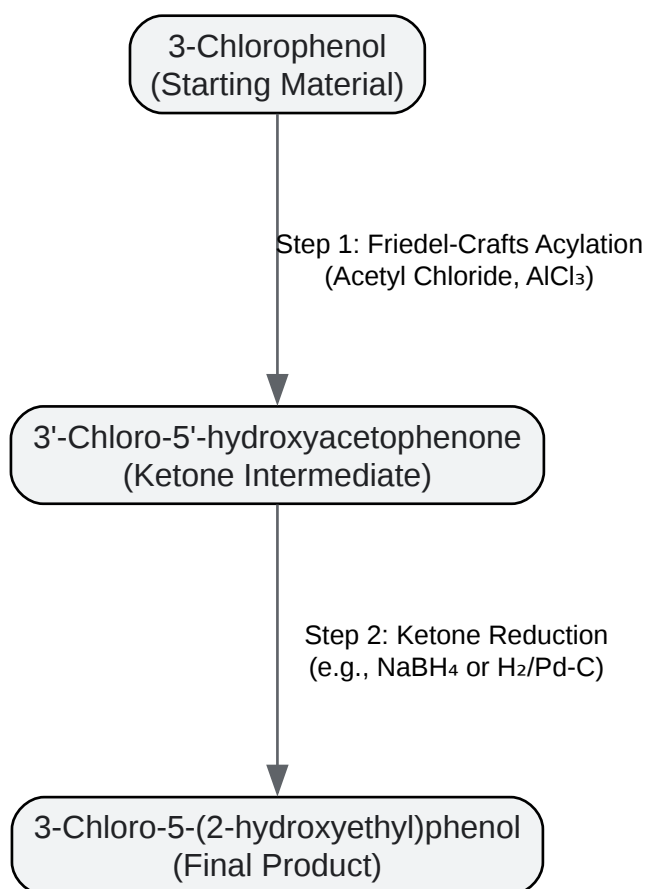 3-Chlorophenol
(Starting Material)
Step 1: Friedel-Crafts Acylation
(Acetyl Chloride, AlCl₃)
3'-Chloro-5'-hydroxyacetophenone
(Ketone Intermediate)
Step 2: Ketone Reduction
(e.g., NaBH₄ or H₂/Pd-C)
3-Chloro-5-(2-hydroxyethyl)phenol
(Final Product)